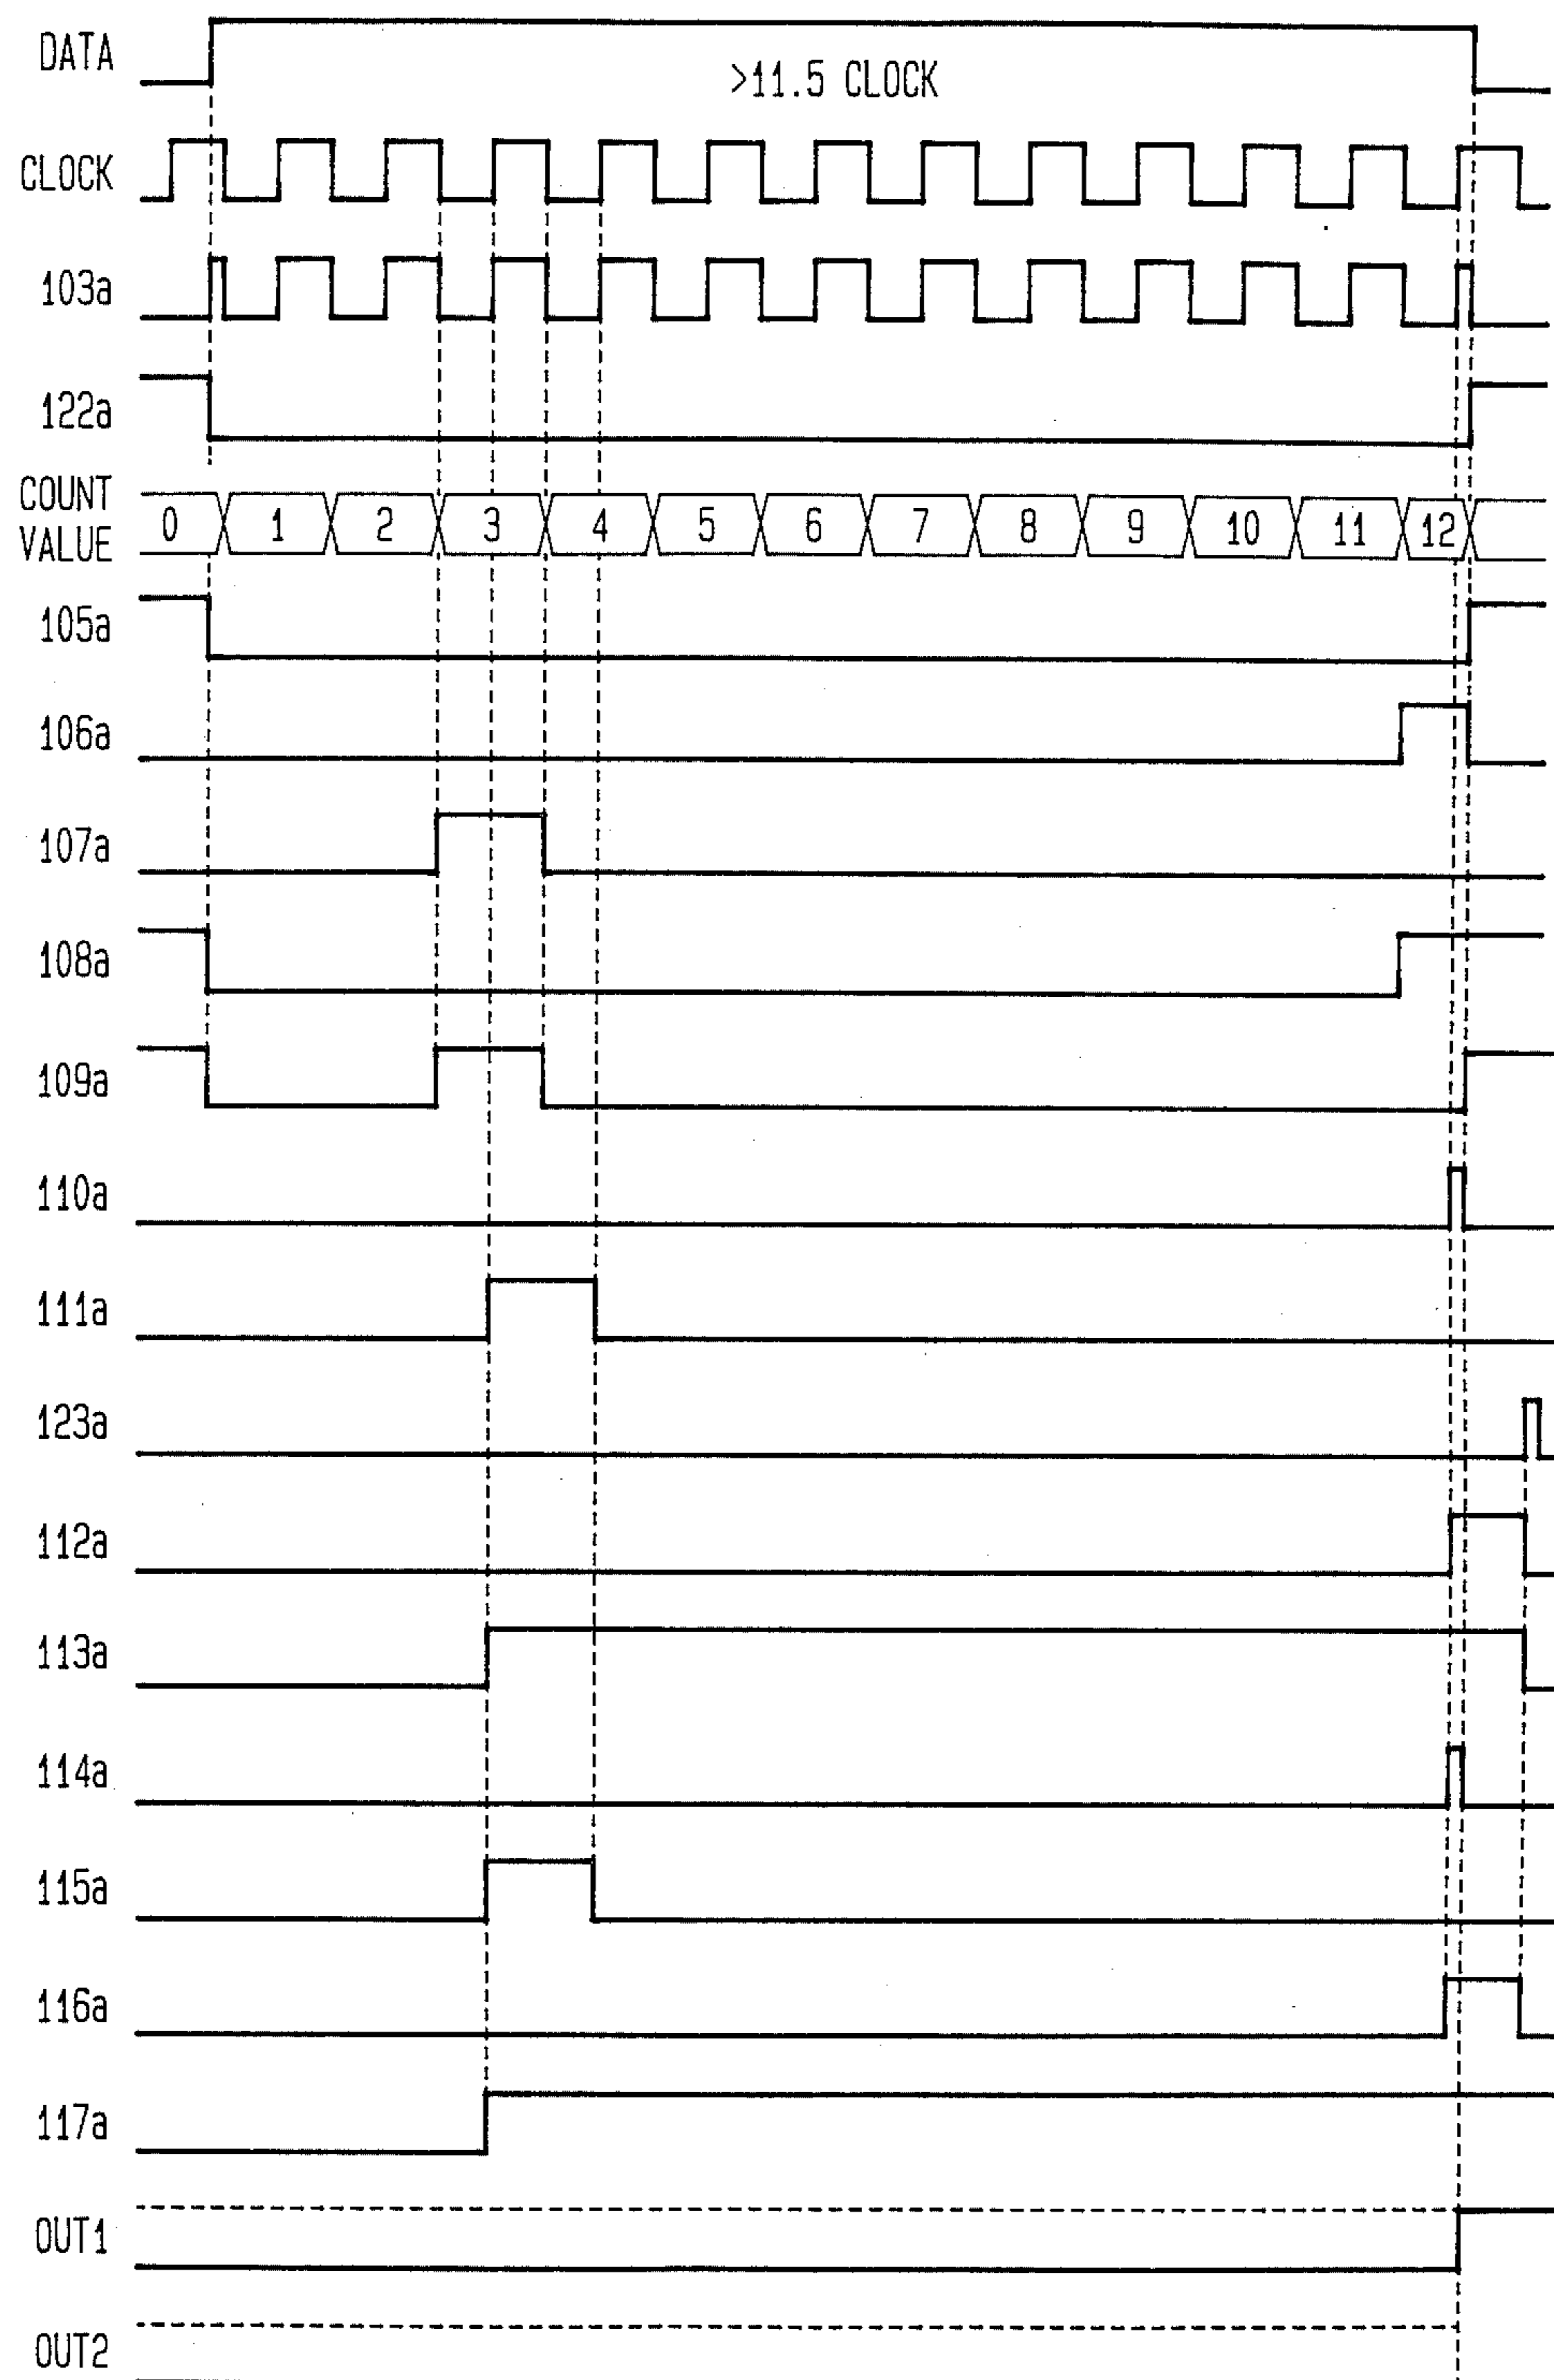 DATA
>11.5 CLOCK
CLOCK
103a
122a
COUNT
VALUE
0 1 2 3 4 5 6 7 8 9 10 11 12
105a
106a
107a
108a
109a
110a
111a
123a
112a
113a
114a
115a
116a
117a
OUT1
OUT2